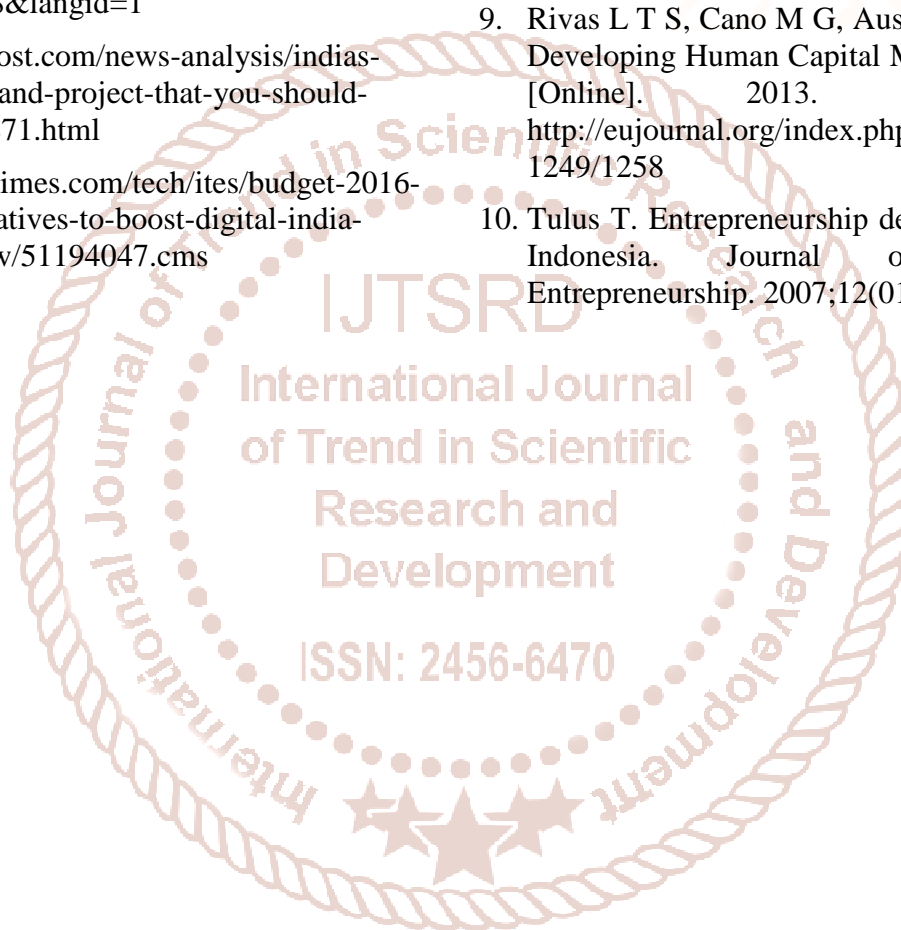 &langid=1
ost.com/news-analysis/indias-
and-project-that-you-should-
71.html
imes.com/tech/ites/budget-2016-
atives-to-boost-digital-india-
/51194047.cms
9. Rivas L T S, Cano M G, Aus
Developing Human Capital M
[Online]. 2013.
http://eujournal.org/index.php
1249/1258
10. Tulus T. Entrepreneurship de
Indonesia. Journal o
Entrepreneurship. 2007;12(01
International Journal of Trend in Scientific Research and Development
IJTSRD
International Journal
of Trend in Scientific
Research and
Development
ISSN: 2456-6470